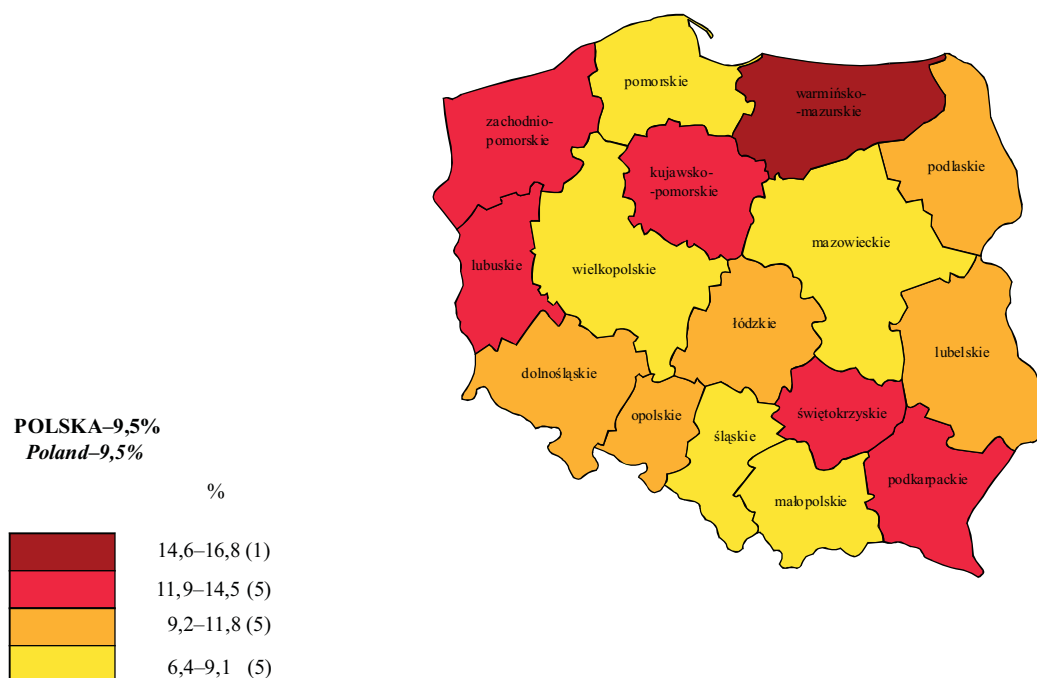 pomorskie
warmińsko-
-mazurskie
zachodnio-
pomorskie
podlaskie
kujawsko-
-pomorskie
mazowieckie
lubuskie
wielkopolskie
łódzkie
lubelskie
dolnośląskie
opolskie
świętokrzyskie
śląskie
podkarpackie
małopolskie
POLSKA–9,5%
Poland–9,5%
%
14,6–16,8 (1)
11,9–14,5 (5)
9,2–11,8 (5)
6,4–9,1 (5)